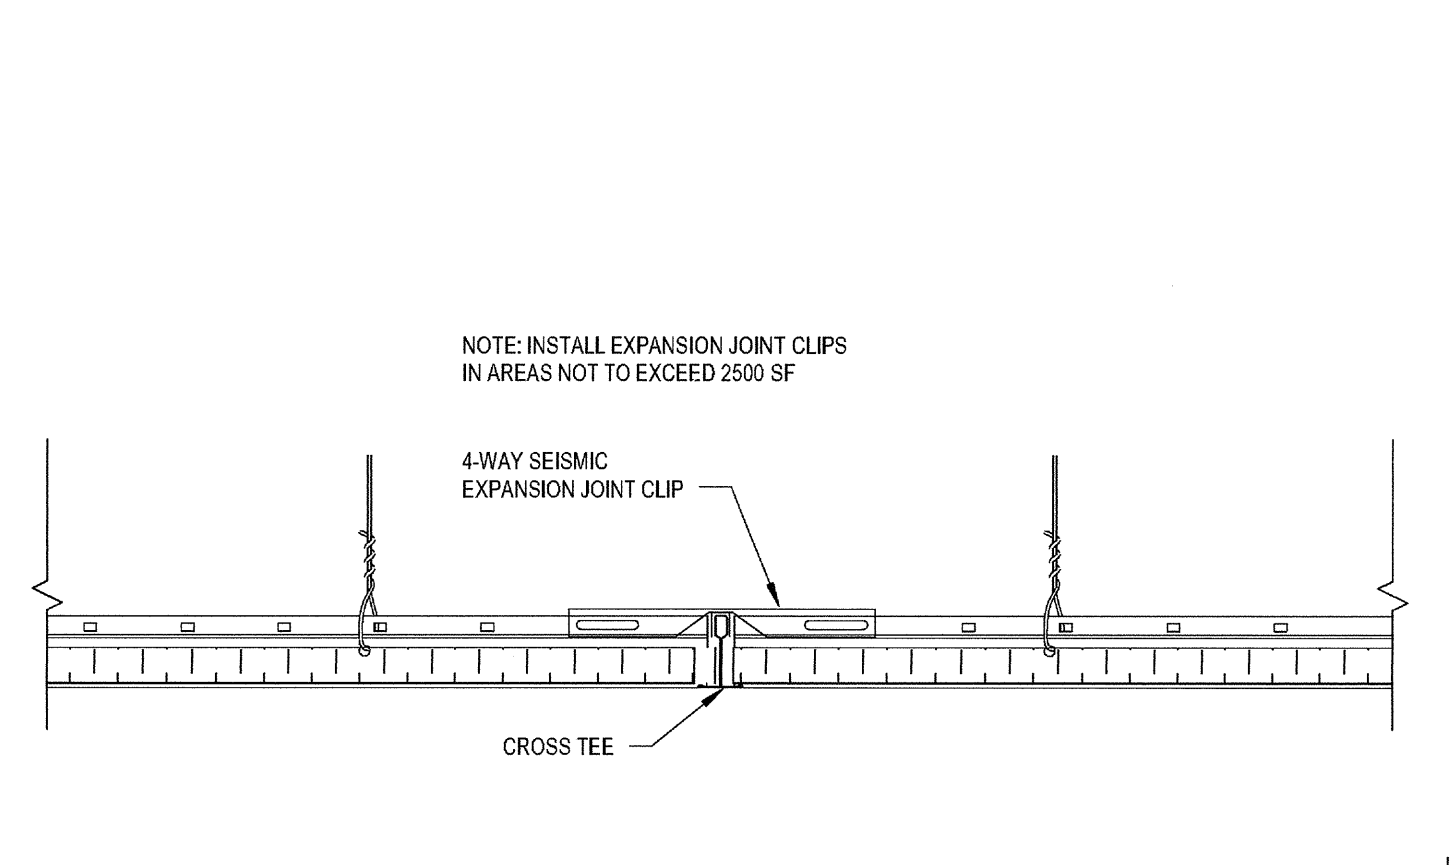 NOTE: INSTALL EXPANSION JOINT CLIPS
IN AREAS NOT TO EXCEED 2500 SF
4-WAY SEISMIC
EXPANSION JOINT CLIP
CROSS TEE